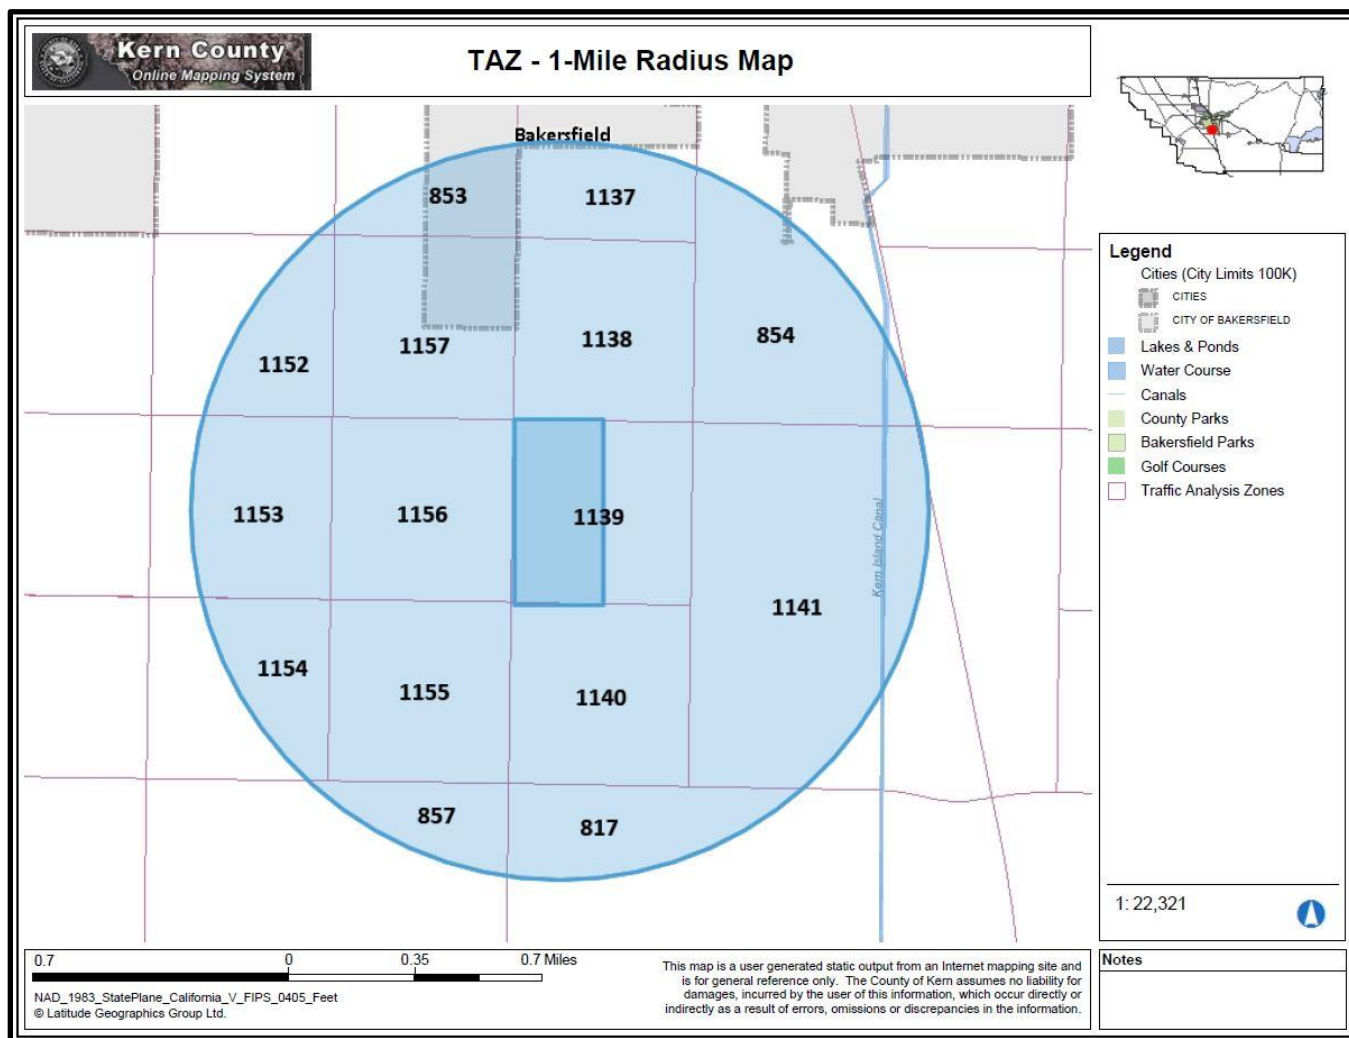 Kern County
Online Mapping System
TAZ - 1-Mile Radius Map
Bakersfield
853
1137
1152
1157
1138
854
1153
1156
1139
Kern Island Canal
1141
1154
1155
1140
857
817
Legend
Cities (City Limits 100K)
CITIES
CITY OF BAKERSFIELD
Lakes & Ponds
Water Course
Canals
County Parks
Bakersfield Parks
Golf Courses
Traffic Analysis Zones
1: 22,321
0.7 0 0.35 0.7 Miles
NAD_1983_StatePlane_California_V_FIPS_0405_Feet
© Latitude Geographics Group Ltd.
This map is a user generated static output from an Internet mapping site and
is for general reference only. The County of Kern assumes no liability for
damages, incurred by the user of this information, which occur directly or
indirectly as a result of errors, omissions or discrepancies in the information.
Notes